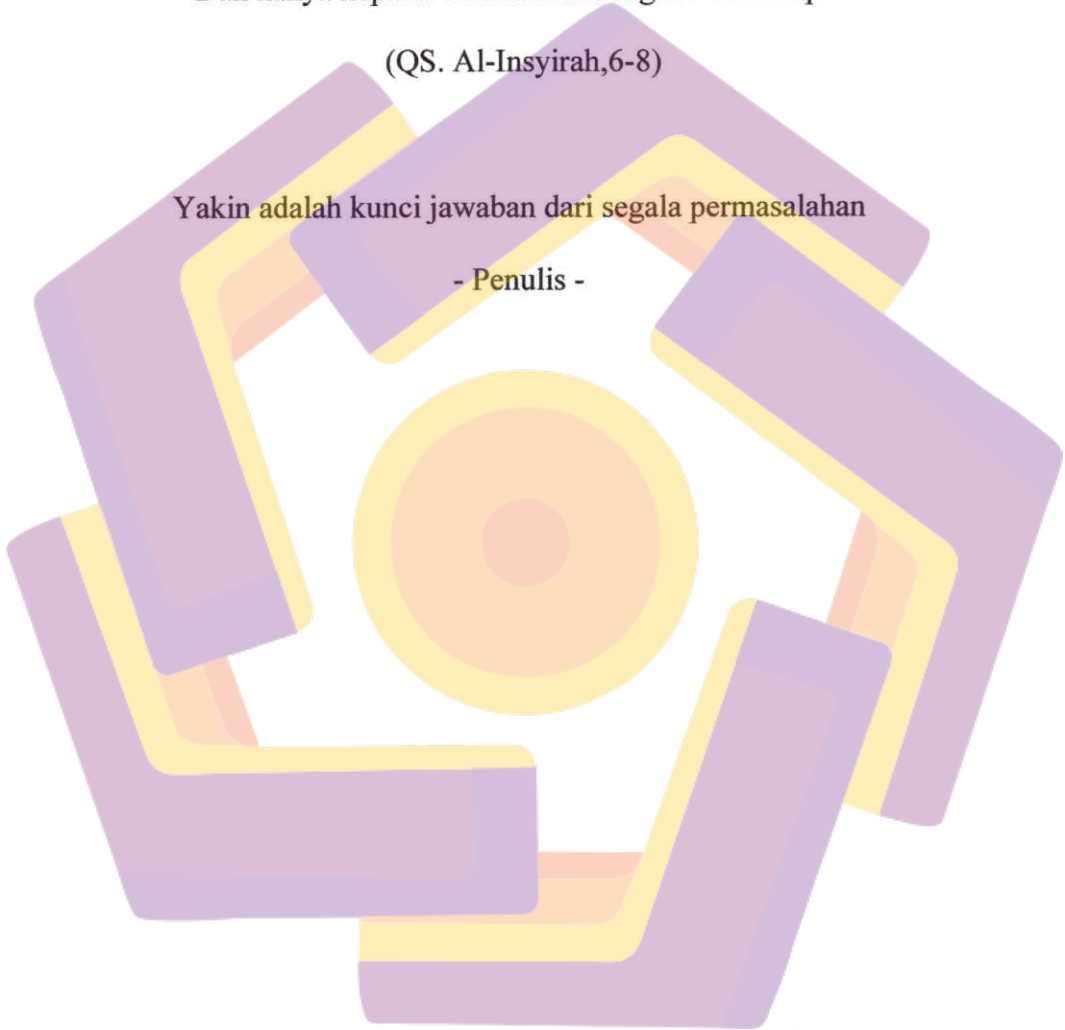 (QS. Al-Insyirah,6-8)
Yakin adalah kunci jawaban dari segala permasalahan
- Penulis -